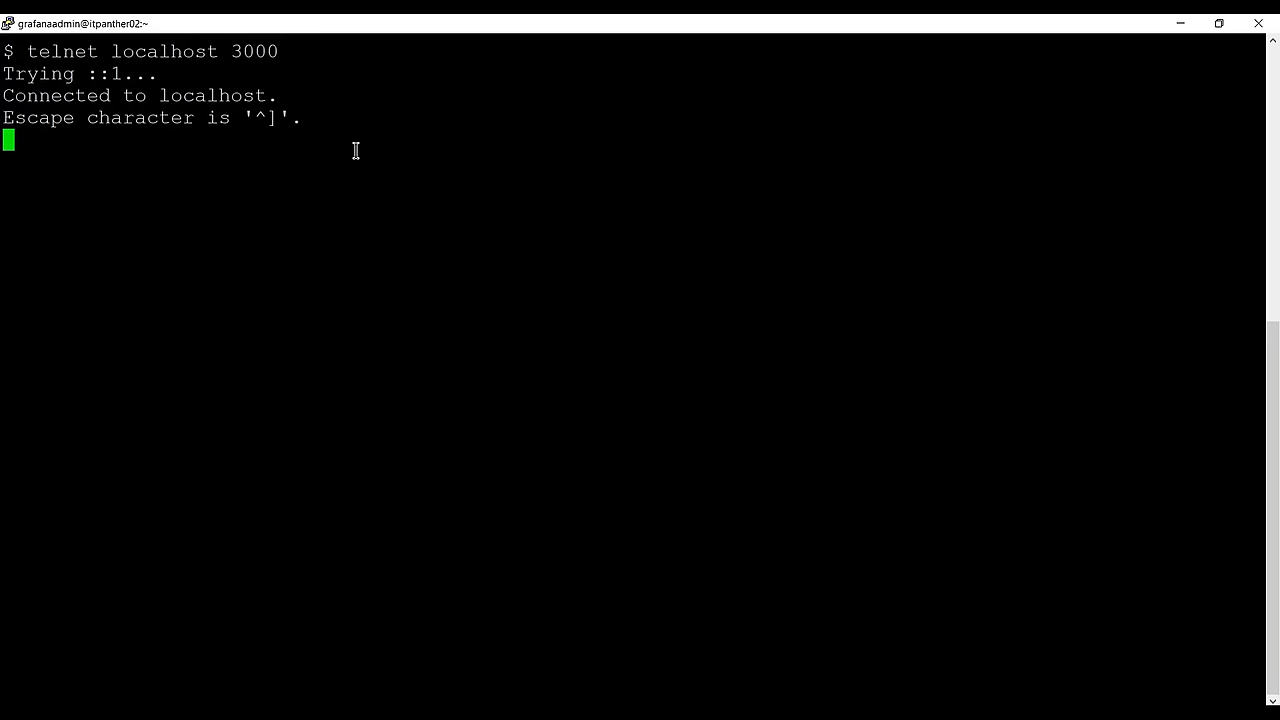 grafanaadmin@itpanther02:~
$ telnet localhost 3000
Trying ::1...
Connected to localhost.
Escape character is '^]'.